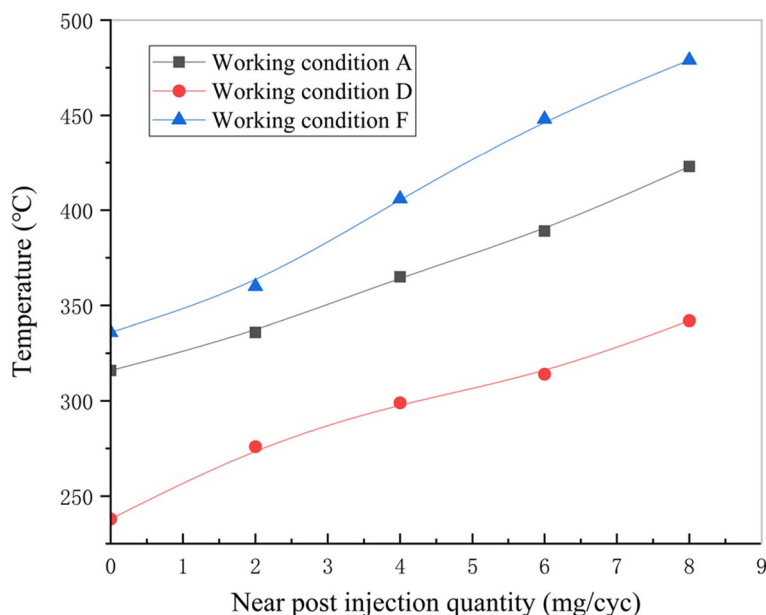 500
450
400
350
300
250
Temperature (℃)
Working condition A
Working condition D
Working condition F
0 1 2 3 4 5 6 7 8 9
Near post injection quantity (mg/cyc)